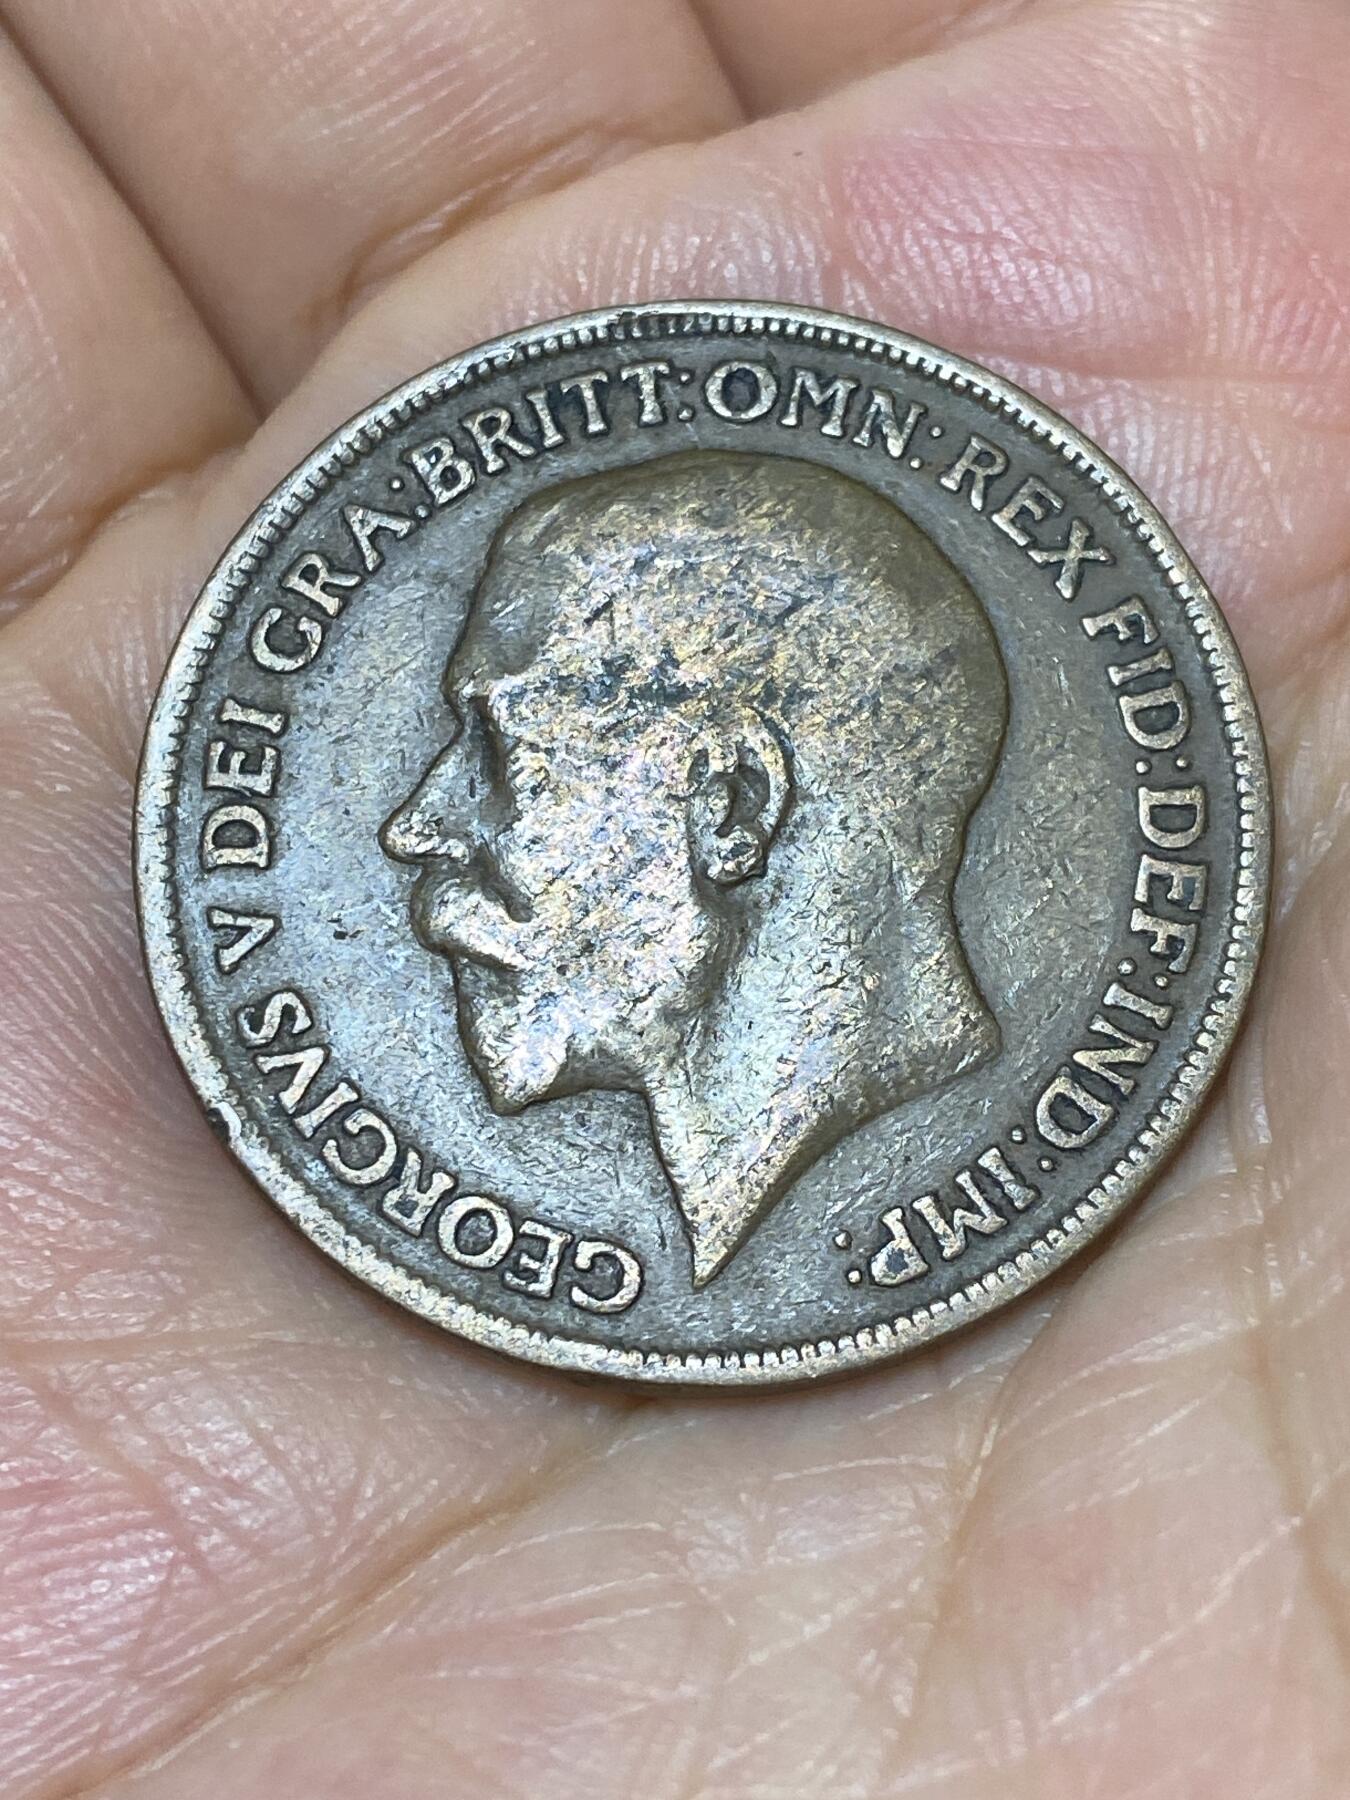 GEORGIVS V DEI GRA:BRITT:OMN:REX FID:DEF:IND:IMP: